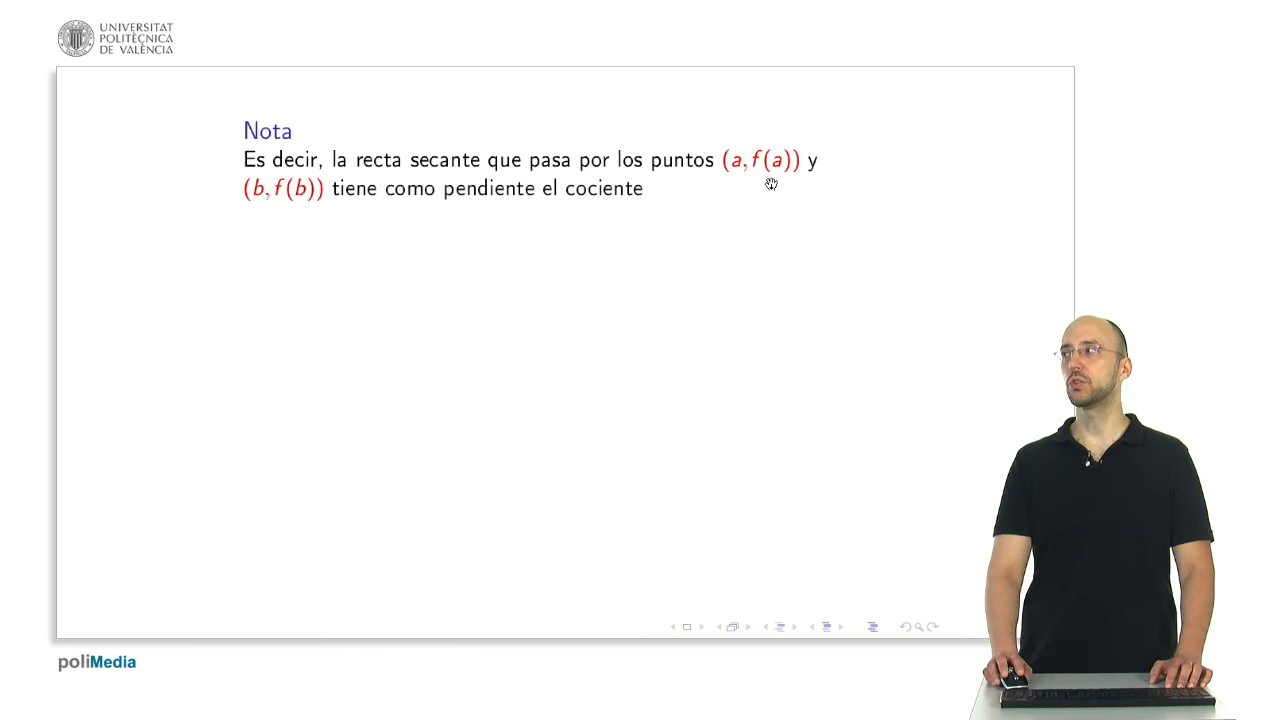 UNIVERSITAT
POLITÈCNICA
DE VALÈNCIA
Nota
Es decir, la recta secante que pasa por los puntos (a, f(a)) y
(b, f(b)) tiene como pendiente el cociente
poliMedia